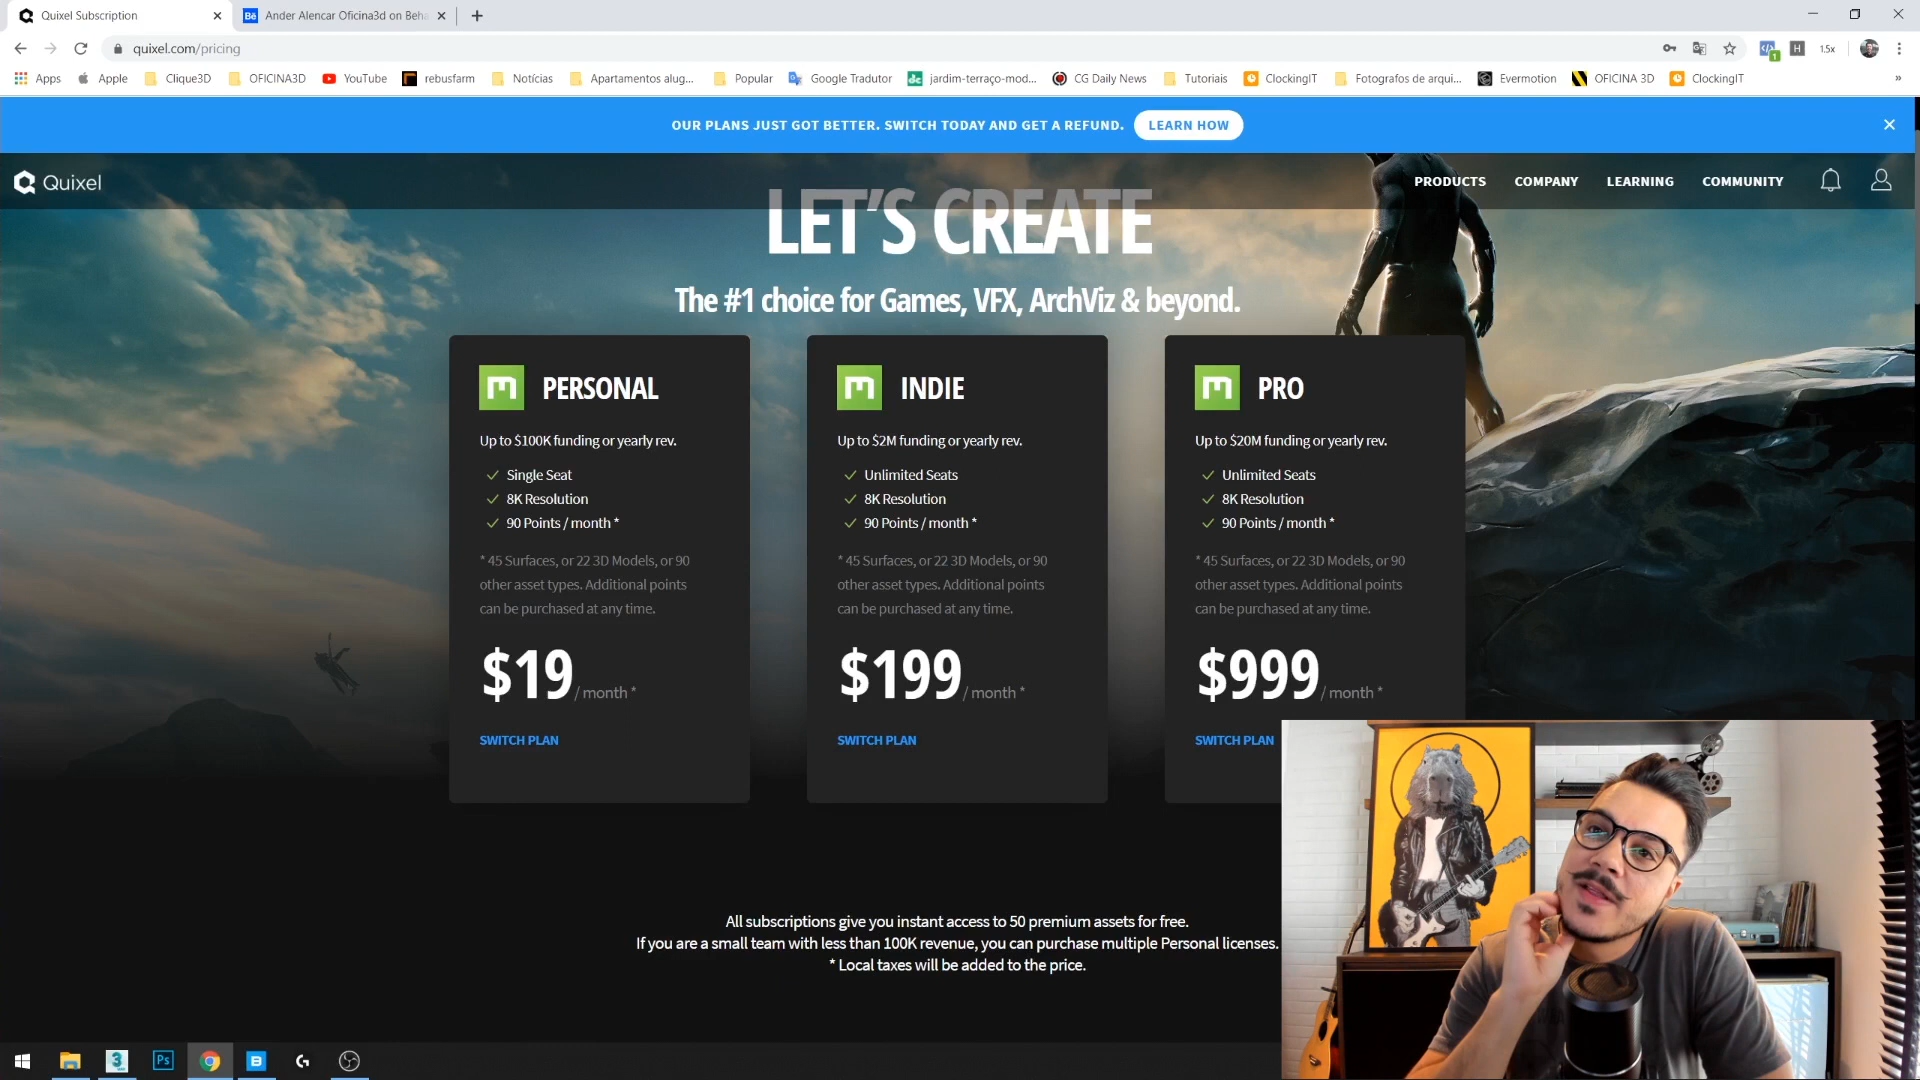 Quixel Subscription
Ander Alencar Oficina3d on Beha
quixel.com/pricing
1.5x
Apps
Apple
Clique3D
OFICINA3D
YouTube
rebusfarm
Notícias
Apartamentos alug...
Popular
Google Tradutor
jardim-terraço-mod...
CG Daily News
Tutoriais
ClockingIT
Fotografos de arqui...
Evermotion
OFICINA 3D
ClockingIT
OUR PLANS JUST GOT BETTER. SWITCH TODAY AND GET A REFUND. LEARN HOW
Quixel
PRODUCTS COMPANY LEARNING COMMUNITY
LET'S CREATE
The #1 choice for Games, VFX, ArchViz & beyond.
PERSONAL
Up to $100K funding or yearly rev.
Single Seat
8K Resolution
90 Points / month *
* 45 Surfaces, or 22 3D Models, or 90
other asset types. Additional points
can be purchased at any time.
$19 / month *
SWITCH PLAN
INDIE
Up to $2M funding or yearly rev.
Unlimited Seats
8K Resolution
90 Points / month *
* 45 Surfaces, or 22 3D Models, or 90
other asset types. Additional points
can be purchased at any time.
$199 / month *
SWITCH PLAN
PRO
Up to $20M funding or yearly rev.
Unlimited Seats
8K Resolution
90 Points / month *
* 45 Surfaces, or 22 3D Models, or 90
other asset types. Additional points
can be purchased at any time.
$999 / month *
SWITCH PLAN
All subscriptions give you instant access to 50 premium assets for free.
If you are a small team with less than 100K revenue, you can purchase multiple Personal licenses.
* Local taxes will be added to the price.